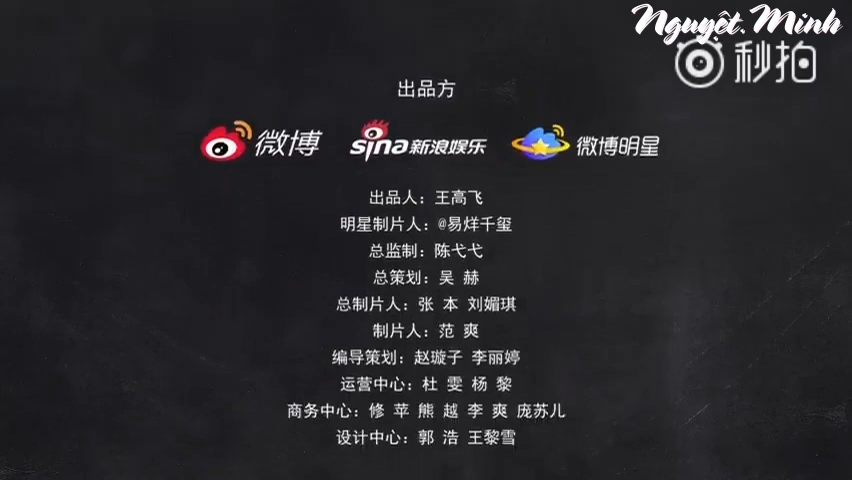 Nguyệt.Minh
秒拍
出品方
微博 sina新浪娱乐 微博明星
出品人：王高飞
明星制片人：@易烊千玺
总监制：陈弋弋
总策划：吴 赫
总制片人：张 本 刘媚琪
制片人：范 爽
编导策划：赵璇子 李丽婷
运营中心：杜 雯 杨 黎
商务中心：修 苹 熊 越 李 爽 庞苏儿
设计中心：郭 浩 王黎雪